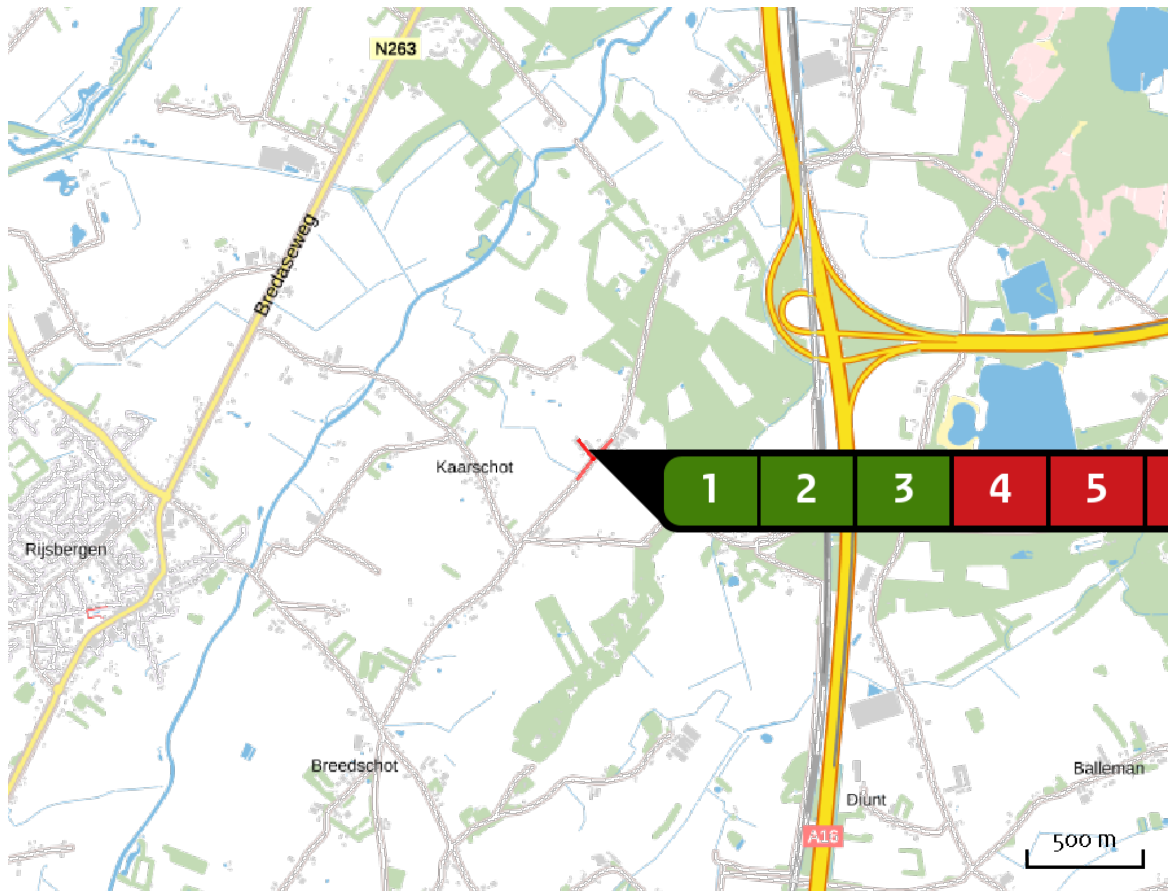 N263
Bredaseweg
Kaarschot
1 2 3 4 5
Rijsbergen
Breedschot
Balleman
Diunt
A16
500 m